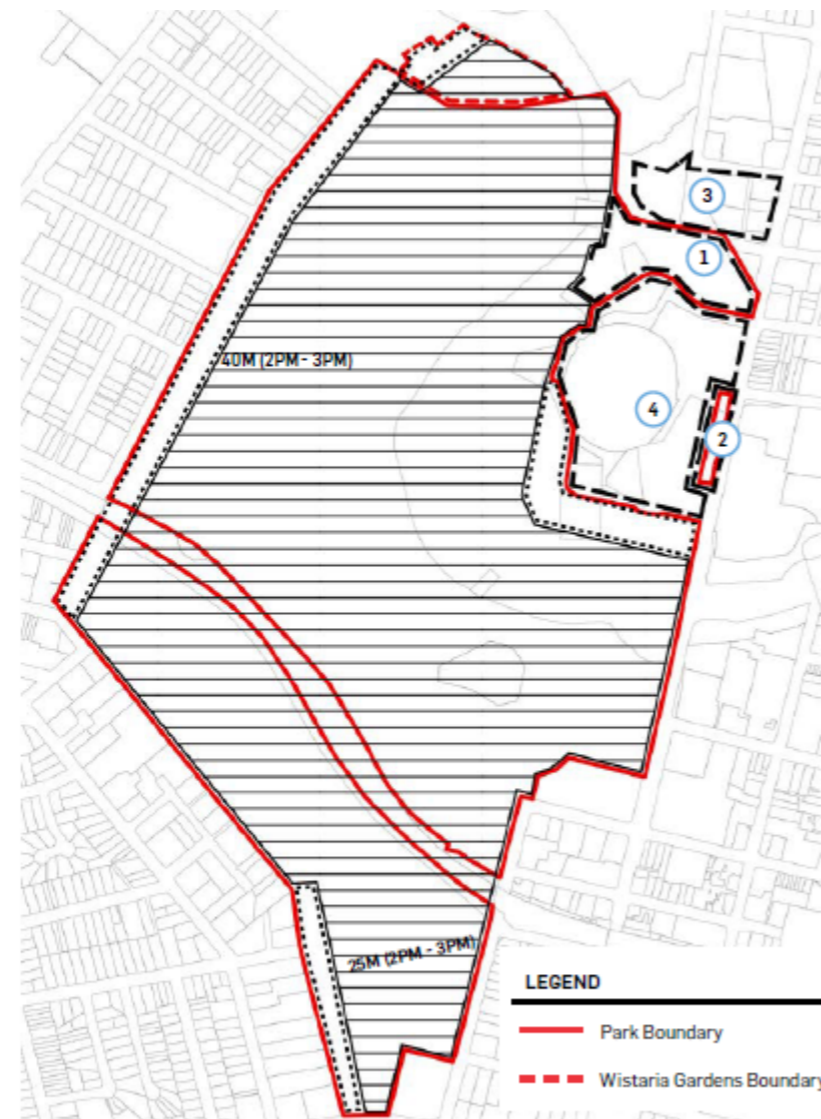 3
1
40M (2PM - 3PM)
4
2
25M (2PM - 3PM)
LEGEND
Park Boundary
Wistaria Gardens Boundary